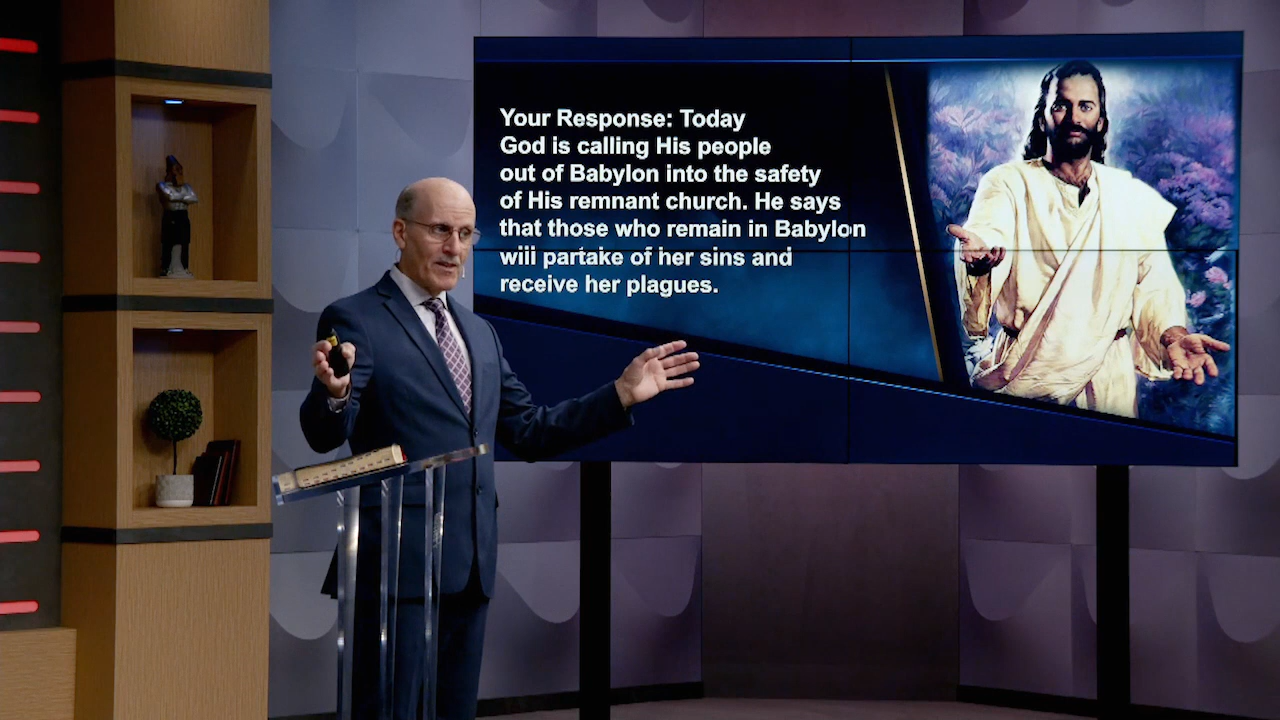 Your Response: Today
God is calling His people
out of Babylon into the safety
of His remnant church. He says
that those who remain in Babylon
wiii partake of her sins and
receive her plagues.